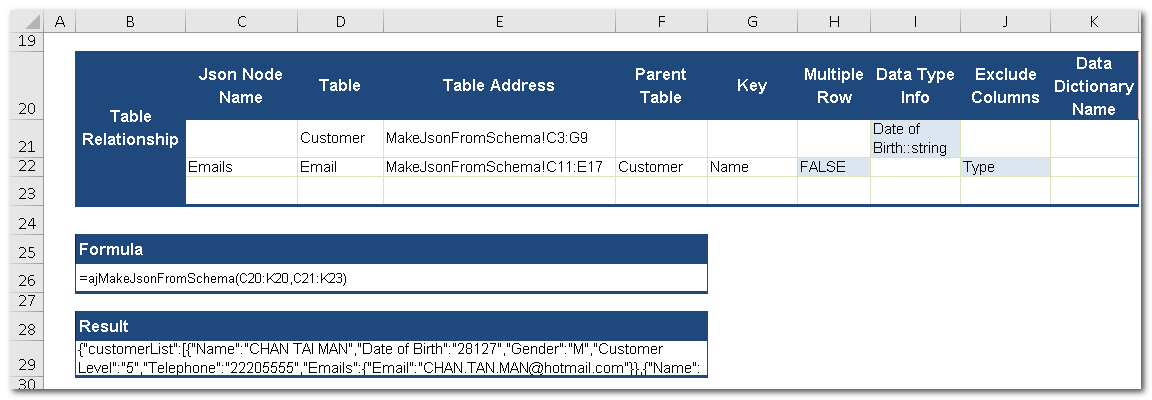 A B C D E F G H I J K
19
20 Table Relationship Json Node Name Table Table Address Parent Table Key Multiple Row Data Type Info Exclude Columns Data Dictionary Name
21 Customer MakeJsonFromSchema!C3:G9 Date of Birth::string
22 Emails Email MakeJsonFromSchema!C11:E17 Customer Name FALSE Type
23
24
25 Formula
26 =ajMakeJsonFromSchema(C20:K20,C21:K23)
27
28 Result
{"customerList":[{"Name":"CHAN TAI MAN","Date of Birth":"28127","Gender":"M","Customer
29 Level":"5","Telephone":"22205555","Emails":{"Email":"CHAN.TAN.MAN@hotmail.com"}},{"Name":
30